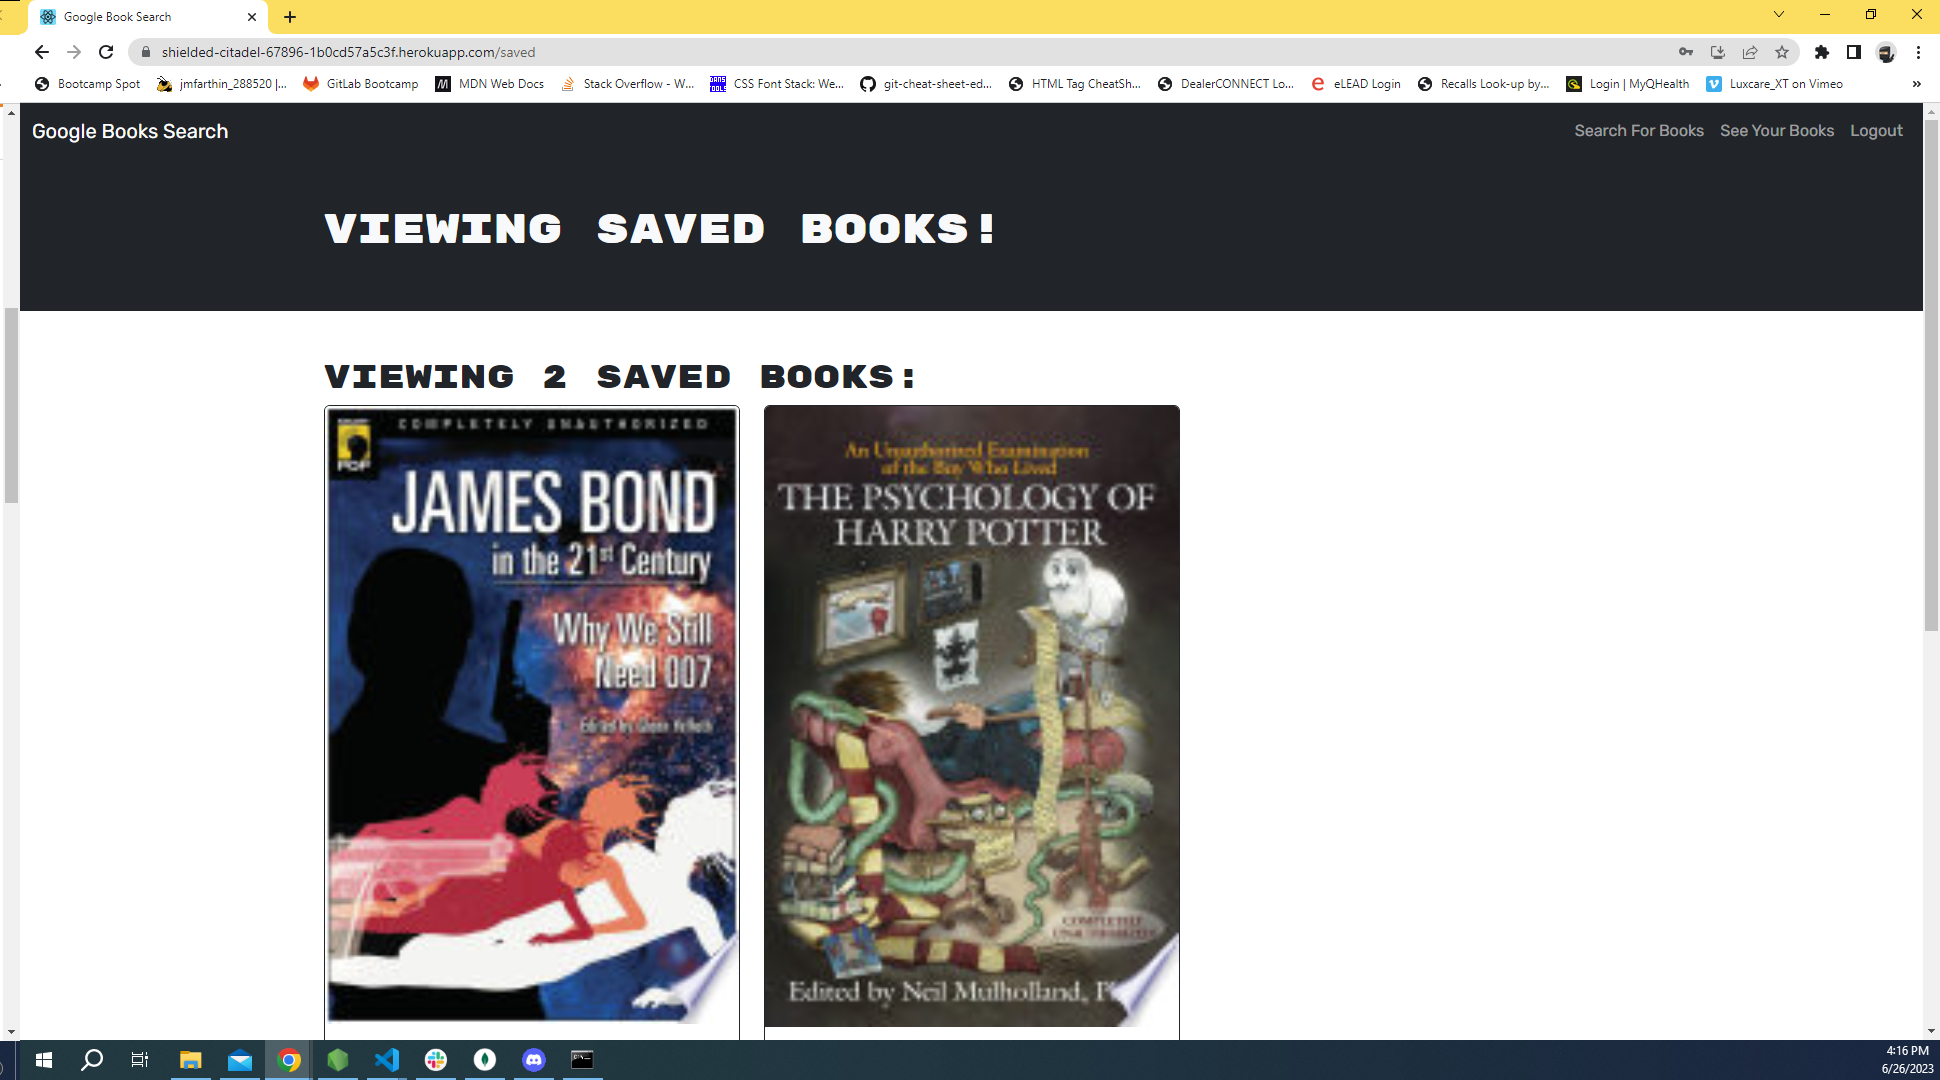 Google Book Search
shielded-citadel-67896-1b0cd57a5c3f.herokuapp.com/saved
Bootcamp Spot
jmfarthin_288520 |...
GitLab Bootcamp
MDN Web Docs
Stack Overflow - W...
CSS Font Stack: We...
git-cheat-sheet-ed...
HTML Tag CheatSh...
DealerCONNECT Lo...
eLEAD Login
Recalls Look-up by...
Login | MyQHealth
Luxcare_XT on Vimeo
Google Books Search
Search For Books
See Your Books
Logout
VIEWING SAVED BOOKS!
VIEWING 2 SAVED BOOKS:
COMPLETELY UNAUTHORIZED
POP
JAMES BOND
in the 21st Century
Why We Still
Need 007
Edited by Glenn Yeffeth
An Unauthorized Examination
of the Boy Who Lived
THE PSYCHOLOGY OF
HARRY POTTER
COMPLETELY
UNAUTHORIZED
Edited by Neil Mulholland,
4:16 PM
6/26/2023